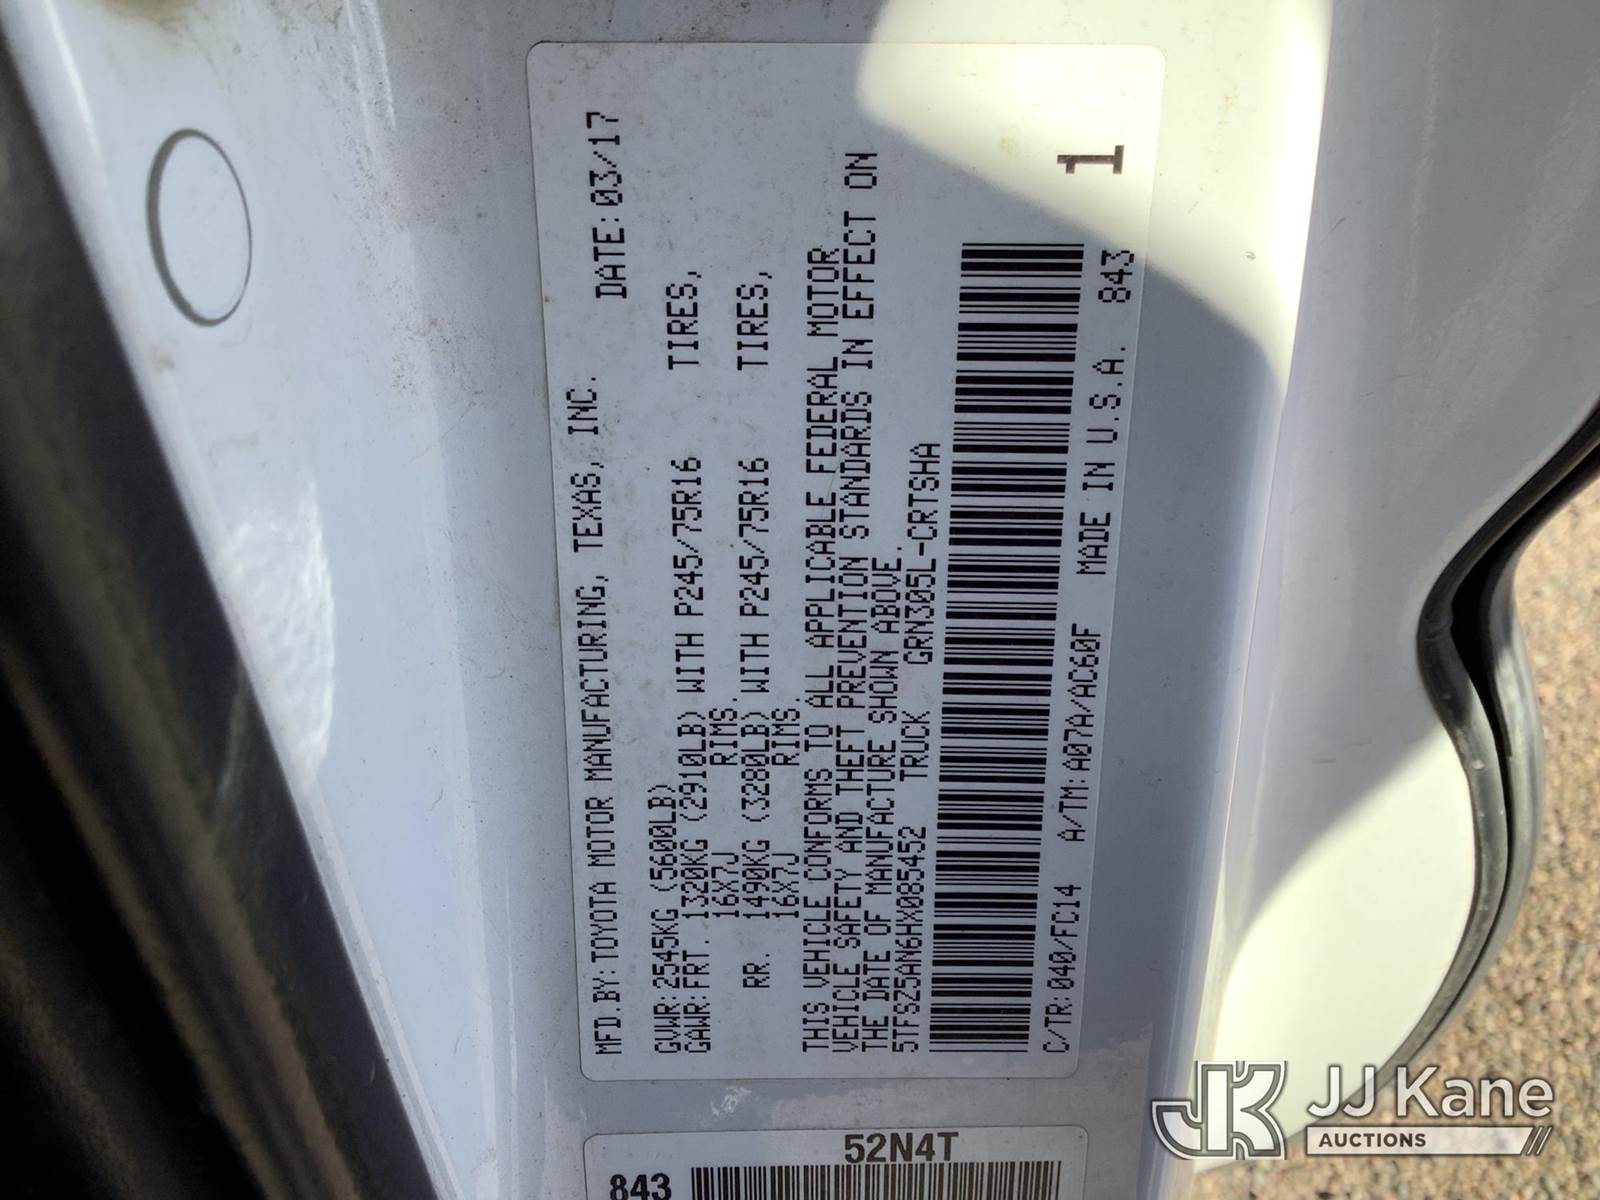 MFD.BY:TOYOTA MOTOR MANUFACTURING, TEXAS, INC.
DATE:03/17
GVWR:2545KG (5600LB)
GAWR:FRT. 1320KG (2910LB) WITH P245/75R16 TIRES,
16X7J RIMS.
RR. 1490KG (3280LB) WITH P245/75R16 TIRES,
16X7J RIMS.
THIS VEHICLE CONFORMS TO ALL APPLICABLE FEDERAL MOTOR
VEHICLE SAFETY AND THEFT PREVENTION STANDARDS IN EFFECT ON
THE DATE OF MANUFACTURE SHOWN ABOVE.
5TFSZ5AN6HX085452 TRUCK GRN305L-CRTSHA
C/TR:040/FC14 A/TM:A07A/AC60F MADE IN U.S.A. 843
1
52N4T
843
JK JJ Kane
AUCTIONS